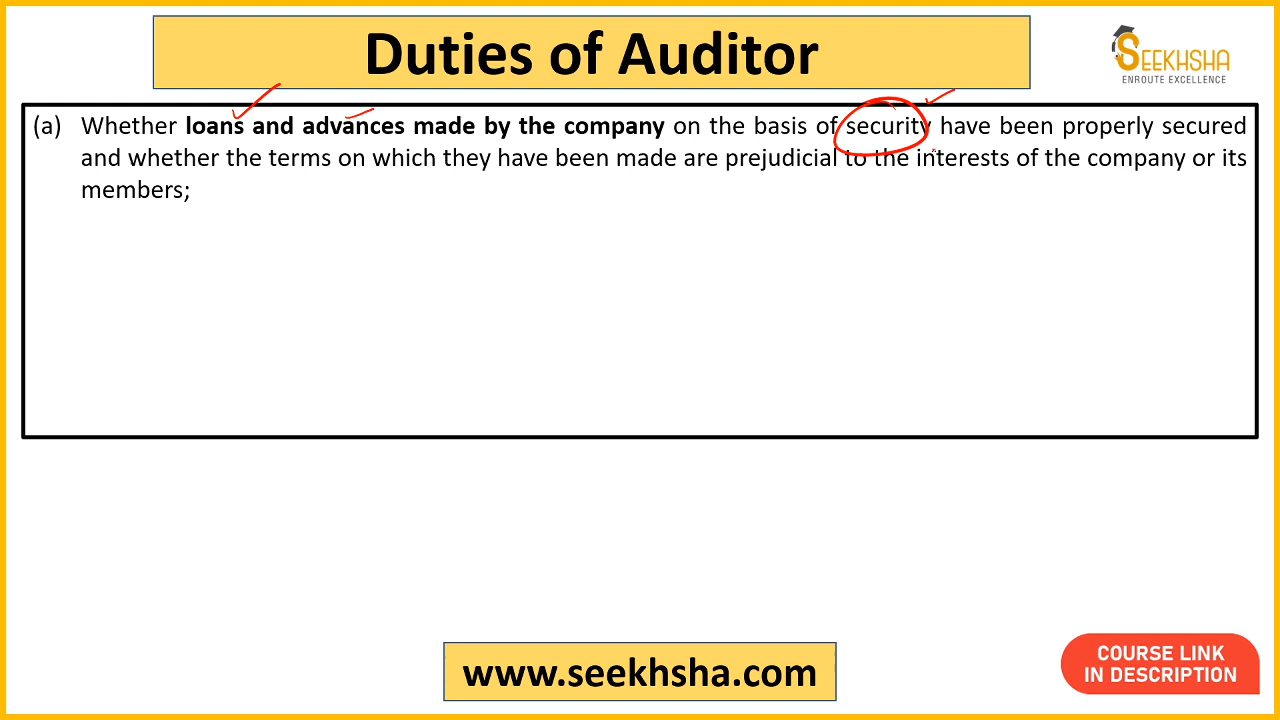 Duties of Auditor
SEEKHSHA
ENROUTE EXCELLENCE
(a) Whether loans and advances made by the company on the basis of security have been properly secured
and whether the terms on which they have been made are prejudicial to the interests of the company or its
members;
www.seekhsha.com
COURSE LINK
IN DESCRIPTION